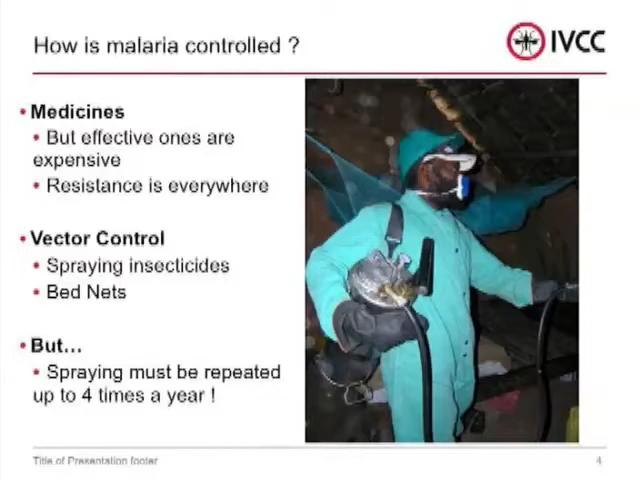 How is malaria controlled ?
IVCC
• Medicines
• But effective ones are
expensive
• Resistance is everywhere
• Vector Control
• Spraying insecticides
• Bed Nets
• But...
• Spraying must be repeated
up to 4 times a year !
Title of Presentation footer
4